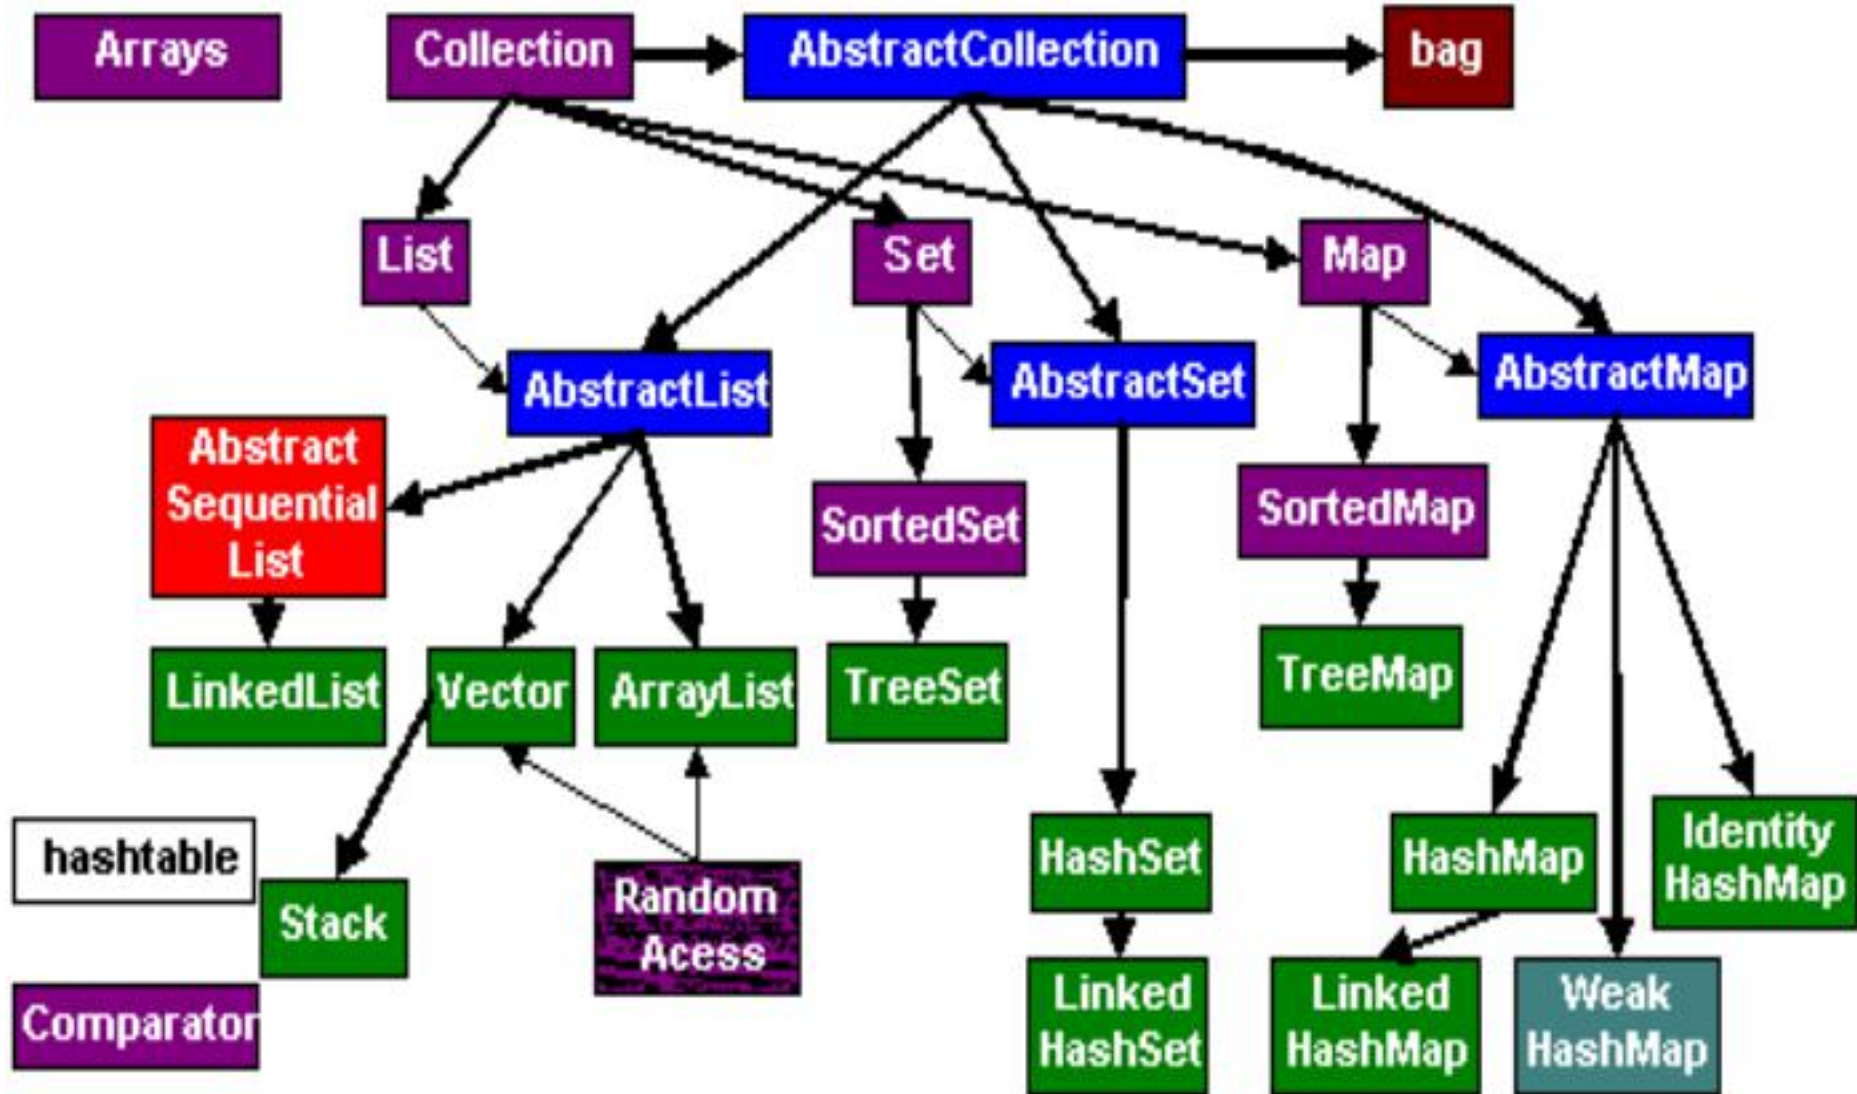 Arrays
Collection
AbstractCollection
bag
List
Set
Map
AbstractList
AbstractSet
AbstractMap
Abstract
Sequential
List
SortedSet
SortedMap
LinkedList
Vector
ArrayList
TreeSet
TreeMap
hashtable
Stack
Random
Acess
HashSet
HashMap
Identity
HashMap
Comparator
Linked
HashSet
Linked
HashMap
Weak
HashMap